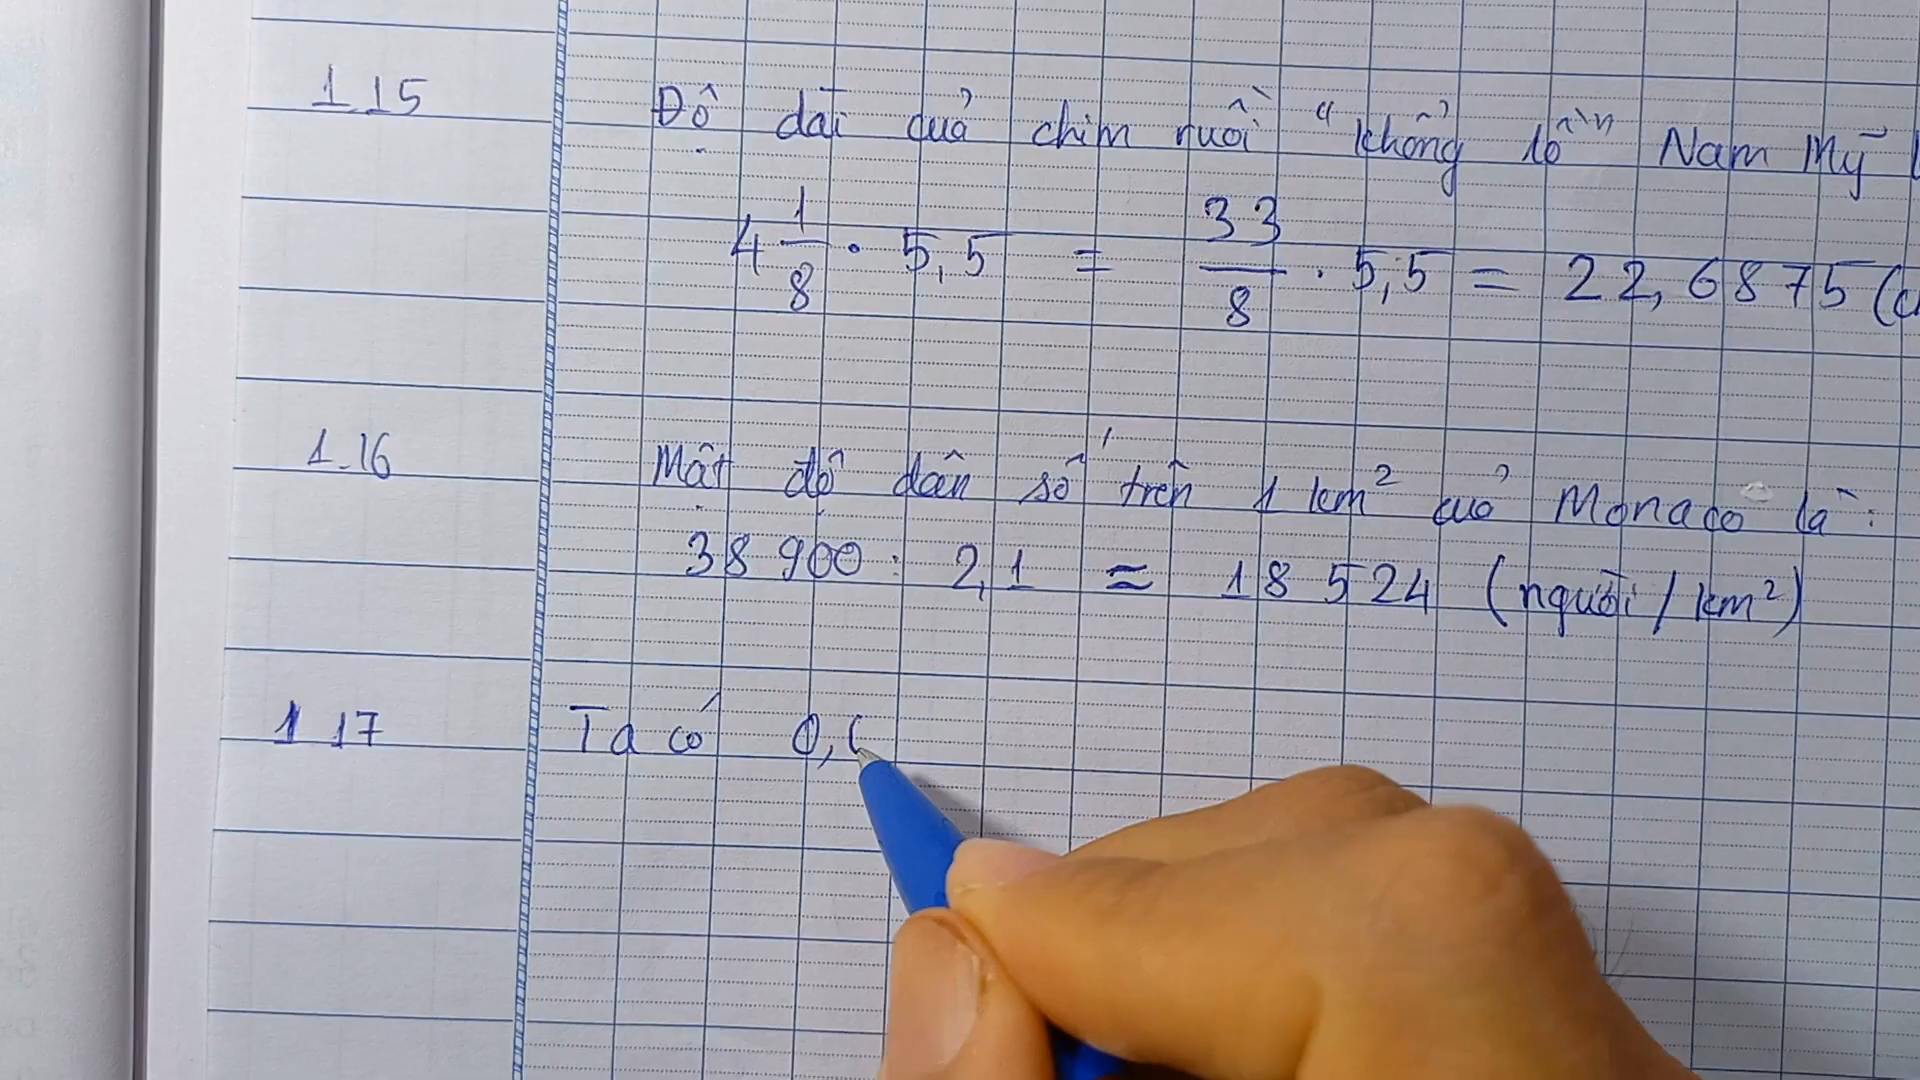 1.15 Độ dài của chim ruồi "khổng lồ" Nam Mỹ
4 1/8 . 5,5 = 33/8 . 5,5 = 22,6875 (c
1.16 Mật độ dân số trên 1 km² của Monaco là :
38 900 : 2,1 ≈ 18 524 (người/km²)
1.17 Ta có 0,